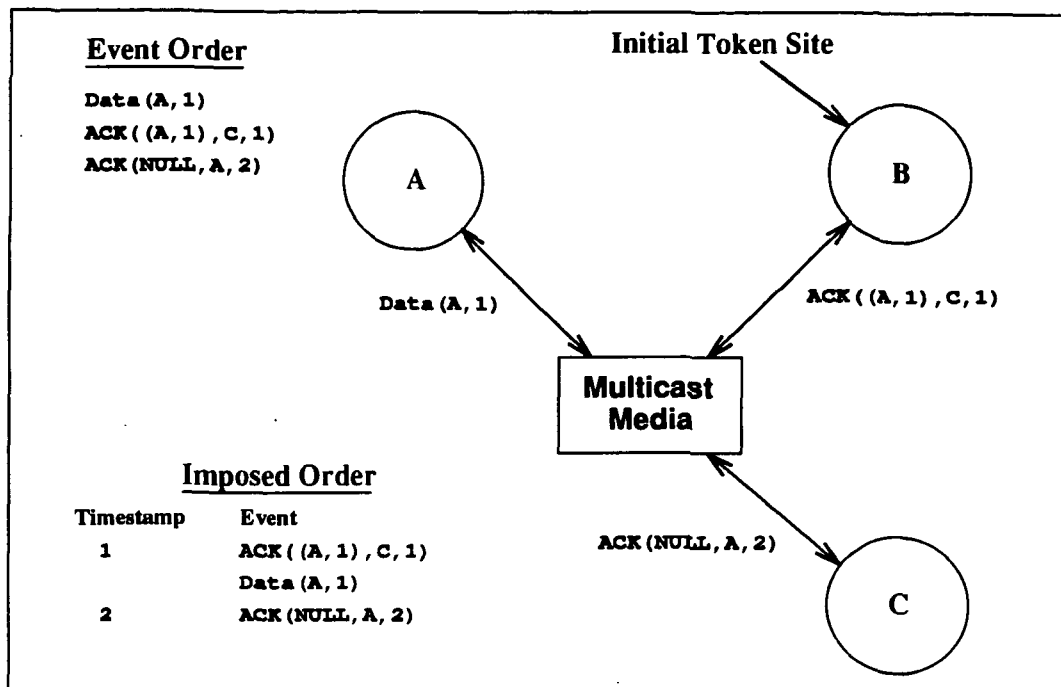 Event Order
Data(A,1)
ACK((A,1),C,1)
ACK(NULL,A,2)
Initial Token Site
A
B
Data(A,1)
ACK((A,1),C,1)
Multicast
Media
Imposed Order
Timestamp Event
1 ACK((A,1),C,1)
Data(A,1)
2 ACK(NULL,A,2)
ACK(NULL,A,2)
C